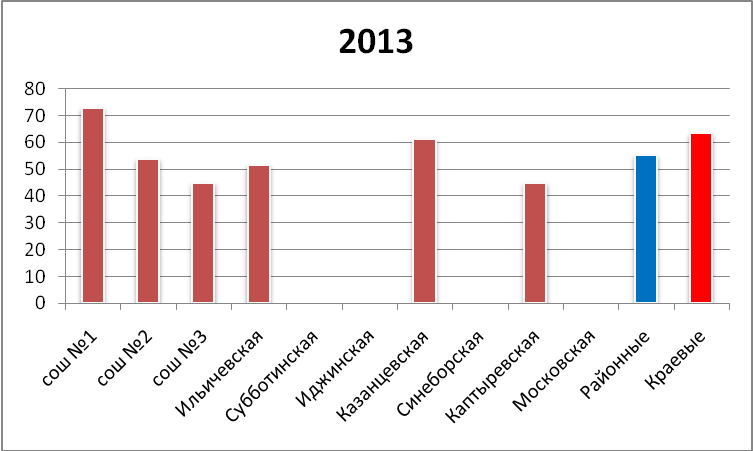 2013
80
70
60
50
40
30
20
10
0
сош №1
сош №2
сош №3
Ильичевская
Субботинская
Иджинская
Казанцевская
Синеборская
Каптыревская
Московская
Районные
Краевые